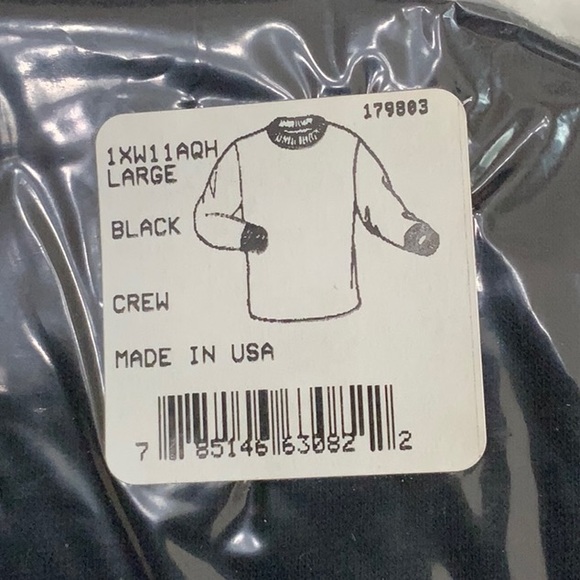 179803
1XW11AQH
LARGE
BLACK
CREW
MADE IN USA
7 85146 63082 2